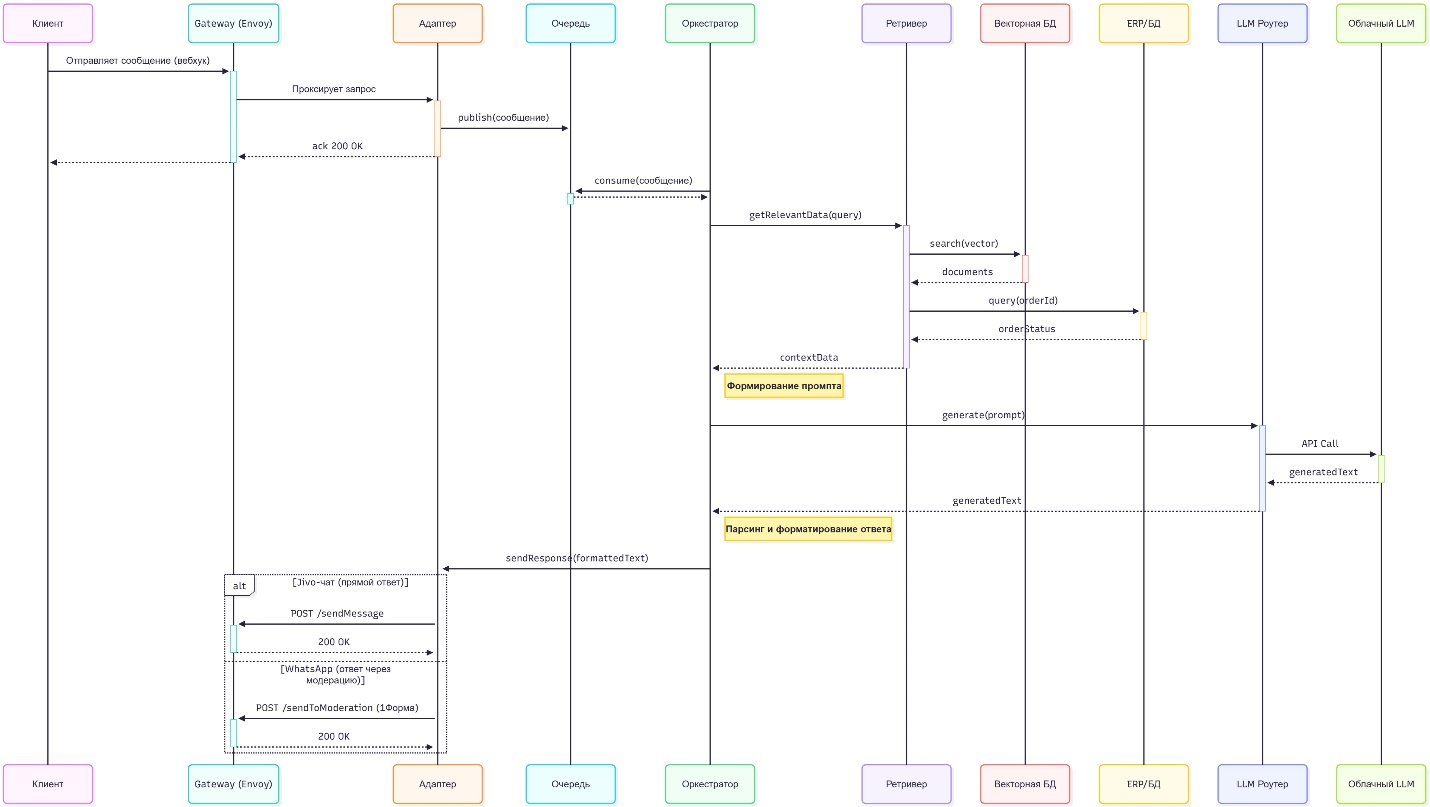 Клиент
Gateway (Envoy)
Адаптер
Очередь
Оркестратор
Ретривер
Векторная БД
ERP/БД
LLM Роутер
Облачный LLM
Отправляет сообщение (вебхук)
Проксирует запрос
publish(сообщение)
ack 200 OK
consume(сообщение)
getRelevantData(query)
search(vector)
documents
query(orderId)
orderStatus
contextData
Формирование промпта
generate(prompt)
API Call
generatedText
generatedText
Парсинг и форматирование ответа
sendResponse(formattedText)
alt
[Jivo-чат (прямой ответ)]
POST /sendMessage
200 OK
[WhatsApp (ответ через
модерацию)]
POST /sendToModeration (1Форма)
200 OK
Клиент
Gateway (Envoy)
Адаптер
Очередь
Оркестратор
Ретривер
Векторная БД
ERP/БД
LLM Роутер
Облачный LLM